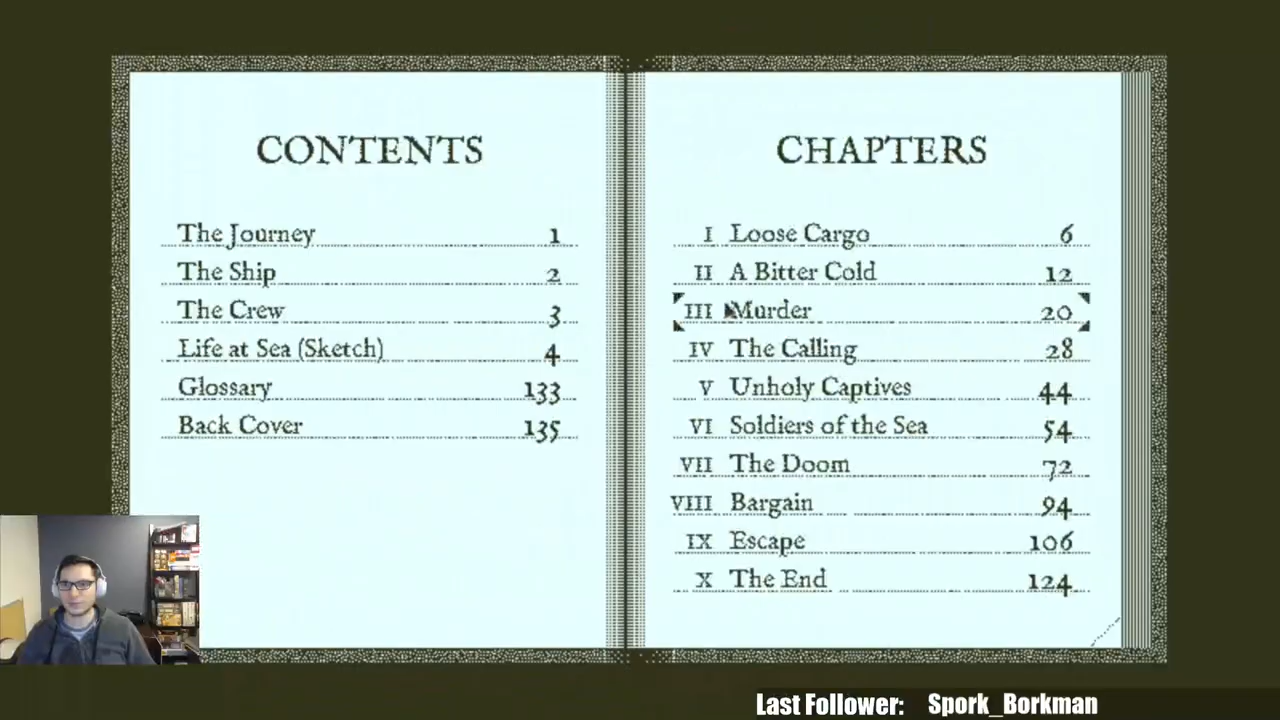 CONTENTS
The Journey 1
The Ship 2
The Crew 3
Life at Sea (Sketch) 4
Glossary 133
Back Cover 135
CHAPTERS
I Loose Cargo 6
II A Bitter Cold 12
III Murder 20
IV The Calling 28
V Unholy Captives 44
VI Soldiers of the Sea 54
VII The Doom 72
VIII Bargain 94
IX Escape 106
X The End 124
Last Follower: Spork_Borkman